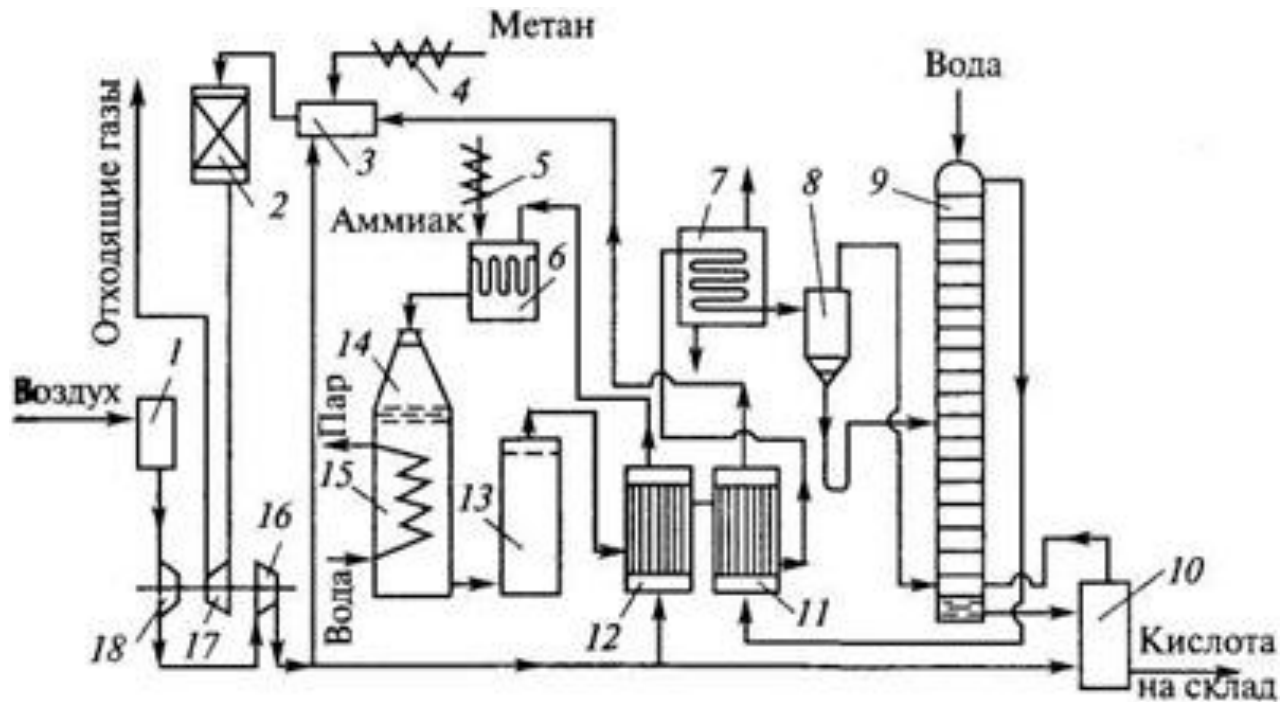 Метан
4
Вода
3
2
5
Аммиак
6
7
8
9
Отходящие газы
1
Воздух
14
Пар
15
13
16
10
18
17
Вода
12
11
Кислота
на склад